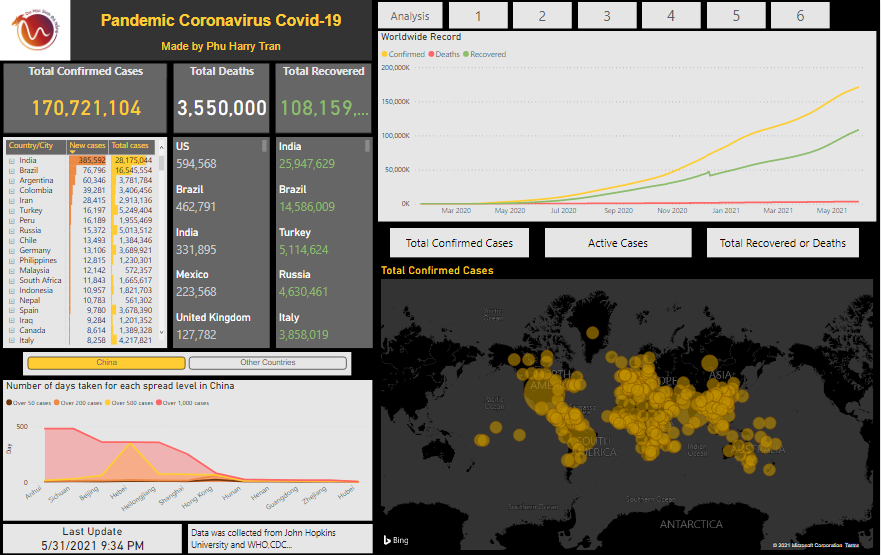 Pandemic Coronavirus Covid-19
Made by Phu Harry Tran
Analysis
1
2
3
4
5
6
Total Confirmed Cases
170,721,104
Total Deaths
3,550,000
Total Recovered
108,159,...
Country/City New cases Total cases
India 385,592 28,175,044
Brazil 76,796 16,545,554
Argentina 60,346 3,781,784
Colombia 39,281 3,406,456
Iran 28,415 2,913,136
Turkey 16,197 5,249,404
Peru 16,189 1,955,469
Russia 15,372 5,013,512
Chile 13,493 1,384,346
Germany 13,106 3,689,921
Philippines 12,815 1,230,301
Malaysia 12,142 572,357
South Africa 11,843 1,665,617
Indonesia 10,957 1,821,703
Nepal 10,783 561,302
Spain 9,780 3,678,390
Iraq 9,284 1,201,352
Canada 8,614 1,389,328
Italy 8,258 4,217,821
US
594,568
Brazil
462,791
India
331,895
Mexico
223,568
United Kingdom
127,782
India
25,947,629
Brazil
14,586,009
Turkey
5,114,624
Russia
4,630,461
Italy
3,858,019
Worldwide Record
Confirmed Deaths Recovered
200,000K
150,000K
100,000K
50,000K
0K
Mar 2020 May 2020 Jul 2020 Sep 2020 Nov 2020 Jan 2021 Mar 2021 May 2021
Total Confirmed Cases
Active Cases
Total Recovered or Deaths
China
Other Countries
Number of days taken for each spread level in China
Over 50 cases Over 200 cases Over 500 cases Over 1,000 cases
Day
500
0
Anhui Sichuan Beijing Hebei Heilongjiang Shanghai Hong Kong Hunan Henan Guangdong Zhejiang Hubei
Last Update
5/31/2021 9:34 PM
Data was collected from John Hopkins
University and WHO,CDC...
Total Confirmed Cases
Arctic
Ocean
ASIA
Pacific
Ocean
SOUTH
AMERICA
Indian
Ocean
Southern Ocean
Southern Ocean
ANTARCTICA
Bing
© 2021 Microsoft Corporation Terms